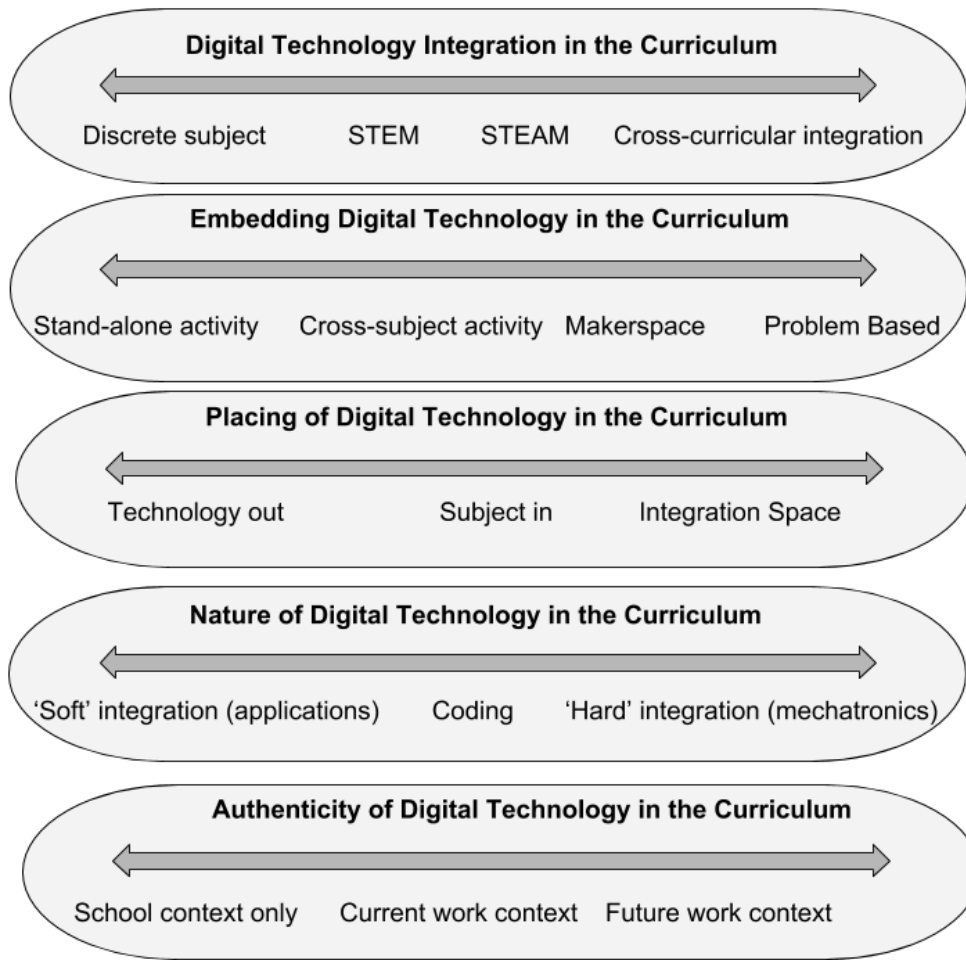 Digital Technology Integration in the Curriculum
Discrete subject STEM STEAM Cross-curricular integration
Embedding Digital Technology in the Curriculum
Stand-alone activity Cross-subject activity Makerspace Problem Based
Placing of Digital Technology in the Curriculum
Technology out Subject in Integration Space
Nature of Digital Technology in the Curriculum
‘Soft’ integration (applications) Coding ‘Hard’ integration (mechatronics)
Authenticity of Digital Technology in the Curriculum
School context only Current work context Future work context